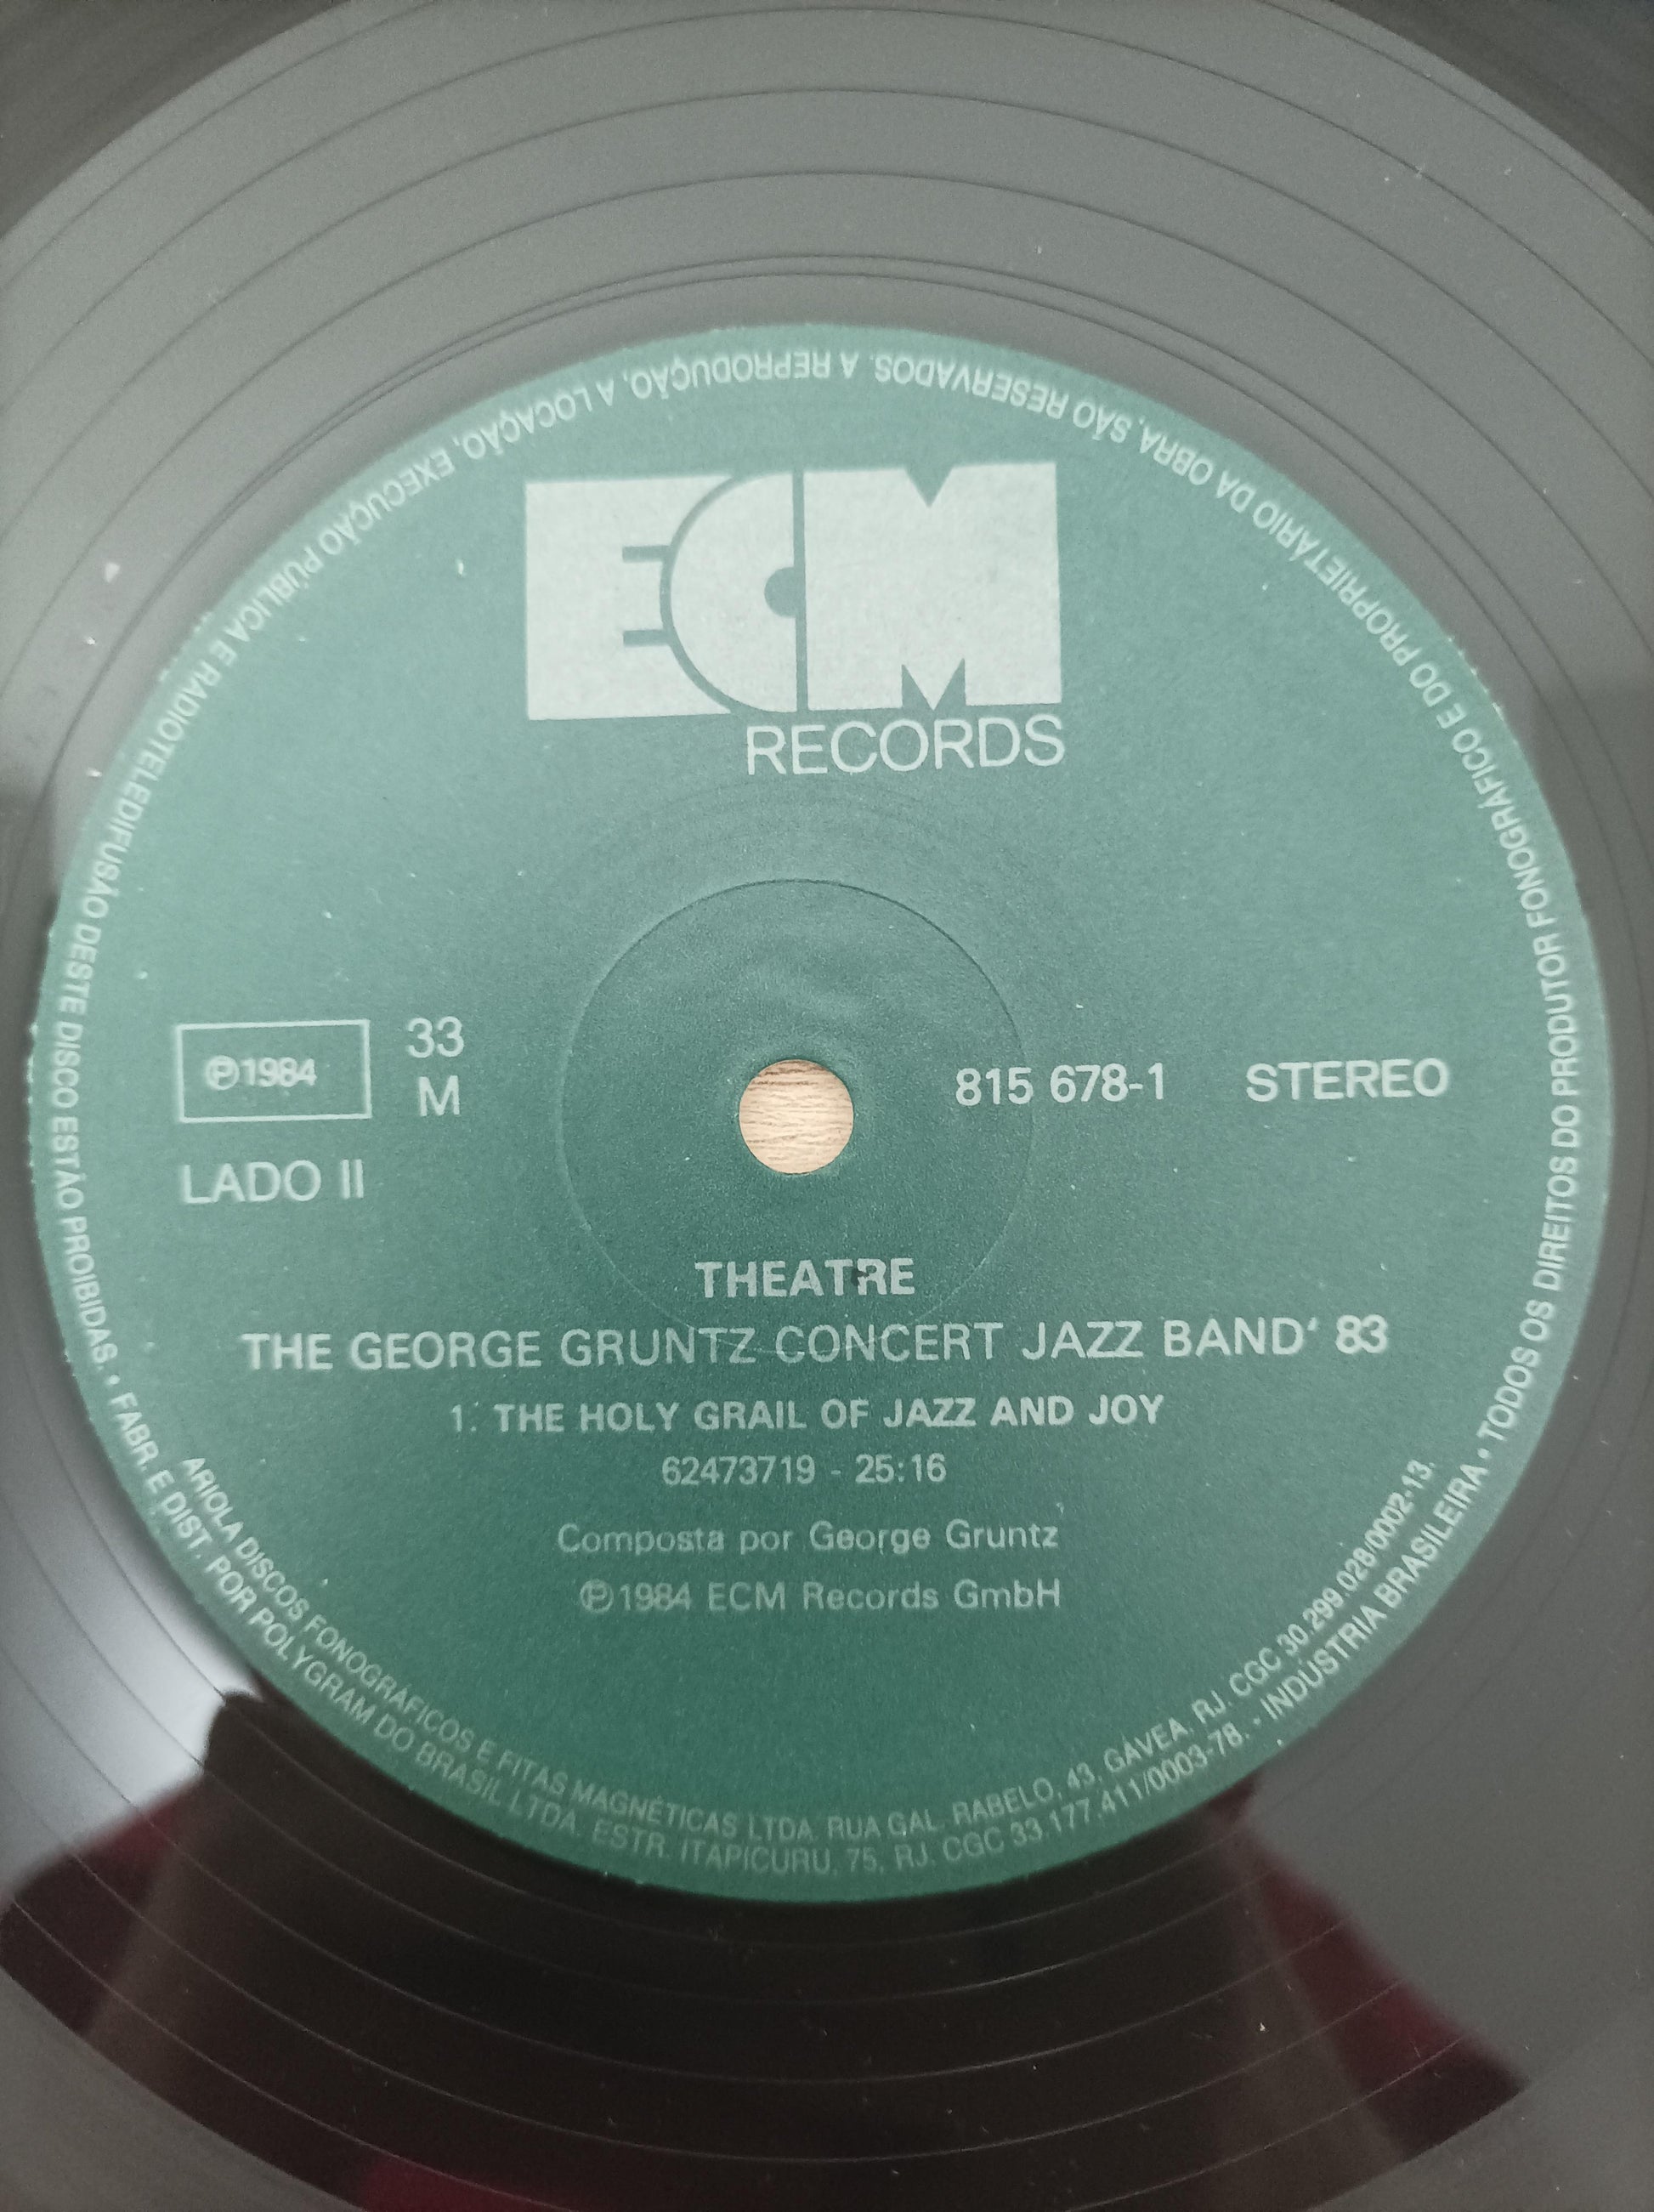 ECM
RECORDS
℗1984
33
M
815 678-1
STEREO
LADO II
THEATRE
THE GEORGE GRUNTZ CONCERT JAZZ BAND‘ 83
1. THE HOLY GRAIL OF JAZZ AND JOY
62473719 - 25:16
Composta por George Gruntz
℗1984 ECM Records GmbH
ARIOLA DISCOS FONOGRÁFICOS E FITAS MAGNÉTICAS LTDA. RUA GAL. RABELO, 43, GÁVEA, RJ. CGC 30.299.028/0002-13.
• FABR. E DIST. POR POLYGRAM DO BRASIL LTDA. ESTR. ITAPICURU, 75, RJ. CGC 33.177.411/0003-78. - INDÚSTRIA BRASILEIRA • TODOS OS DIREITOS DO PRODUTOR FONOGRÁFICO E DO PROPRIETÁRIO DA OBRA, SÃO RESERVADOS. A REPRODUÇÃO, A LOCAÇÃO, EXECUÇÃO PÚBLICA E RADIOTELEDIFUSÃO DESTE DISCO ESTÃO PROIBIDAS.